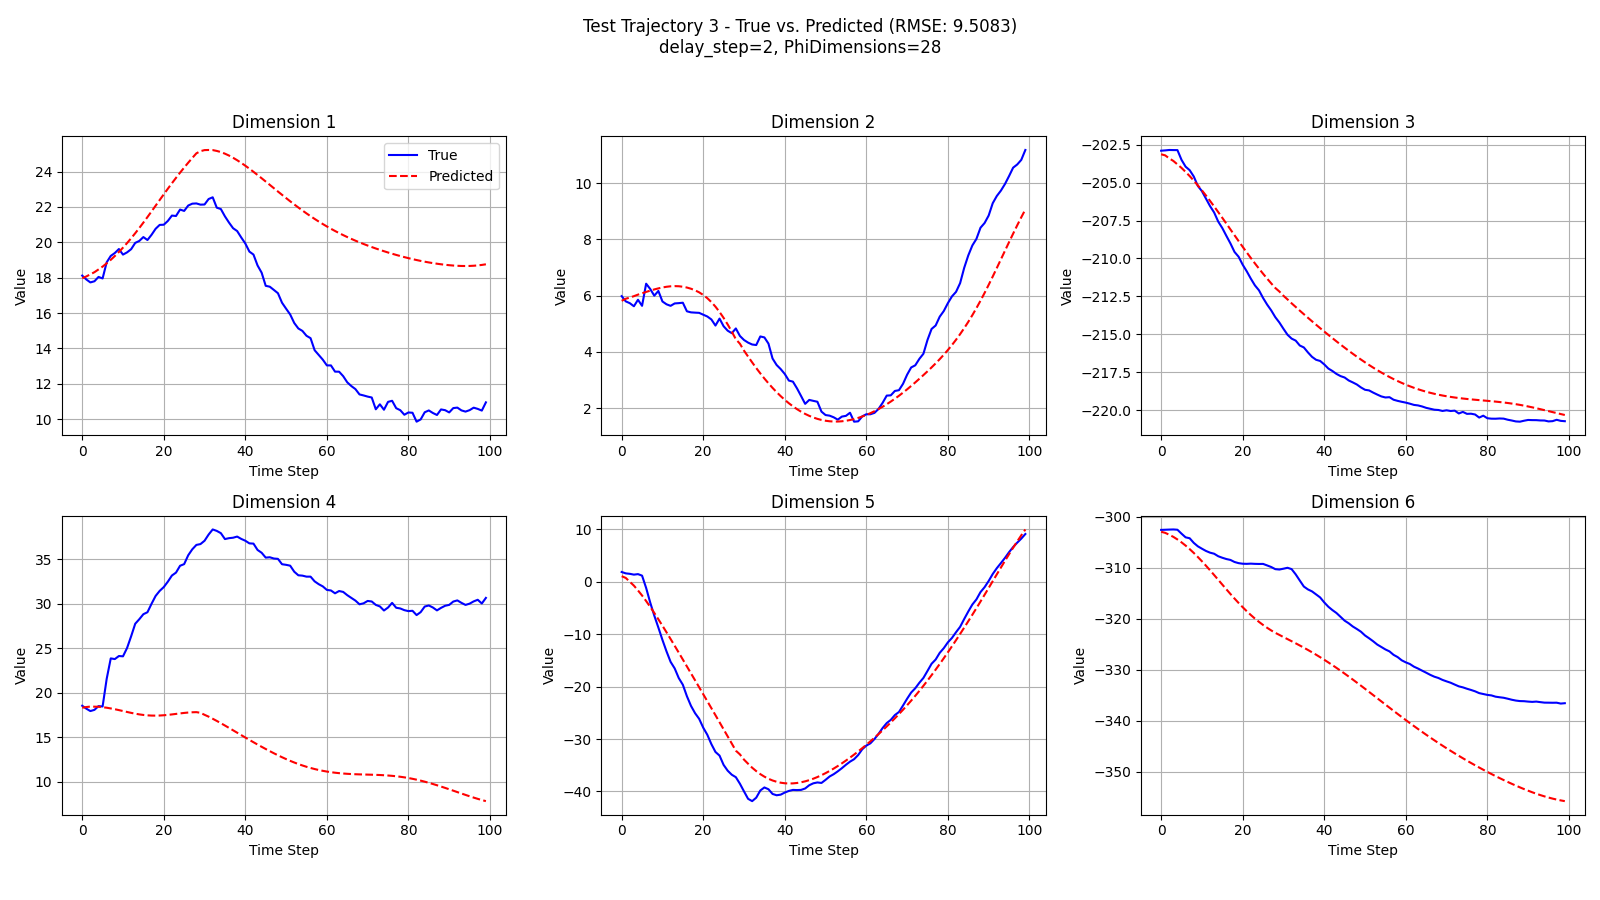 Test Trajectory 3 - True vs. Predicted (RMSE: 9.5083)
delay_step=2, PhiDimensions=28
Dimension 1
Value
24
22
20
18
16
14
12
10
True
Predicted
0 20 40 60 80 100
Time Step
Dimension 2
Value
10
8
6
4
2
0 20 40 60 80 100
Time Step
Dimension 3
Value
−202.5
−205.0
−207.5
−210.0
−212.5
−215.0
−217.5
−220.0
0 20 40 60 80 100
Time Step
Dimension 4
Value
35
30
25
20
15
10
0 20 40 60 80 100
Time Step
Dimension 5
Value
10
0
−10
−20
−30
−40
0 20 40 60 80 100
Time Step
Dimension 6
Value
−300
−310
−320
−330
−340
−350
0 20 40 60 80 100
Time Step